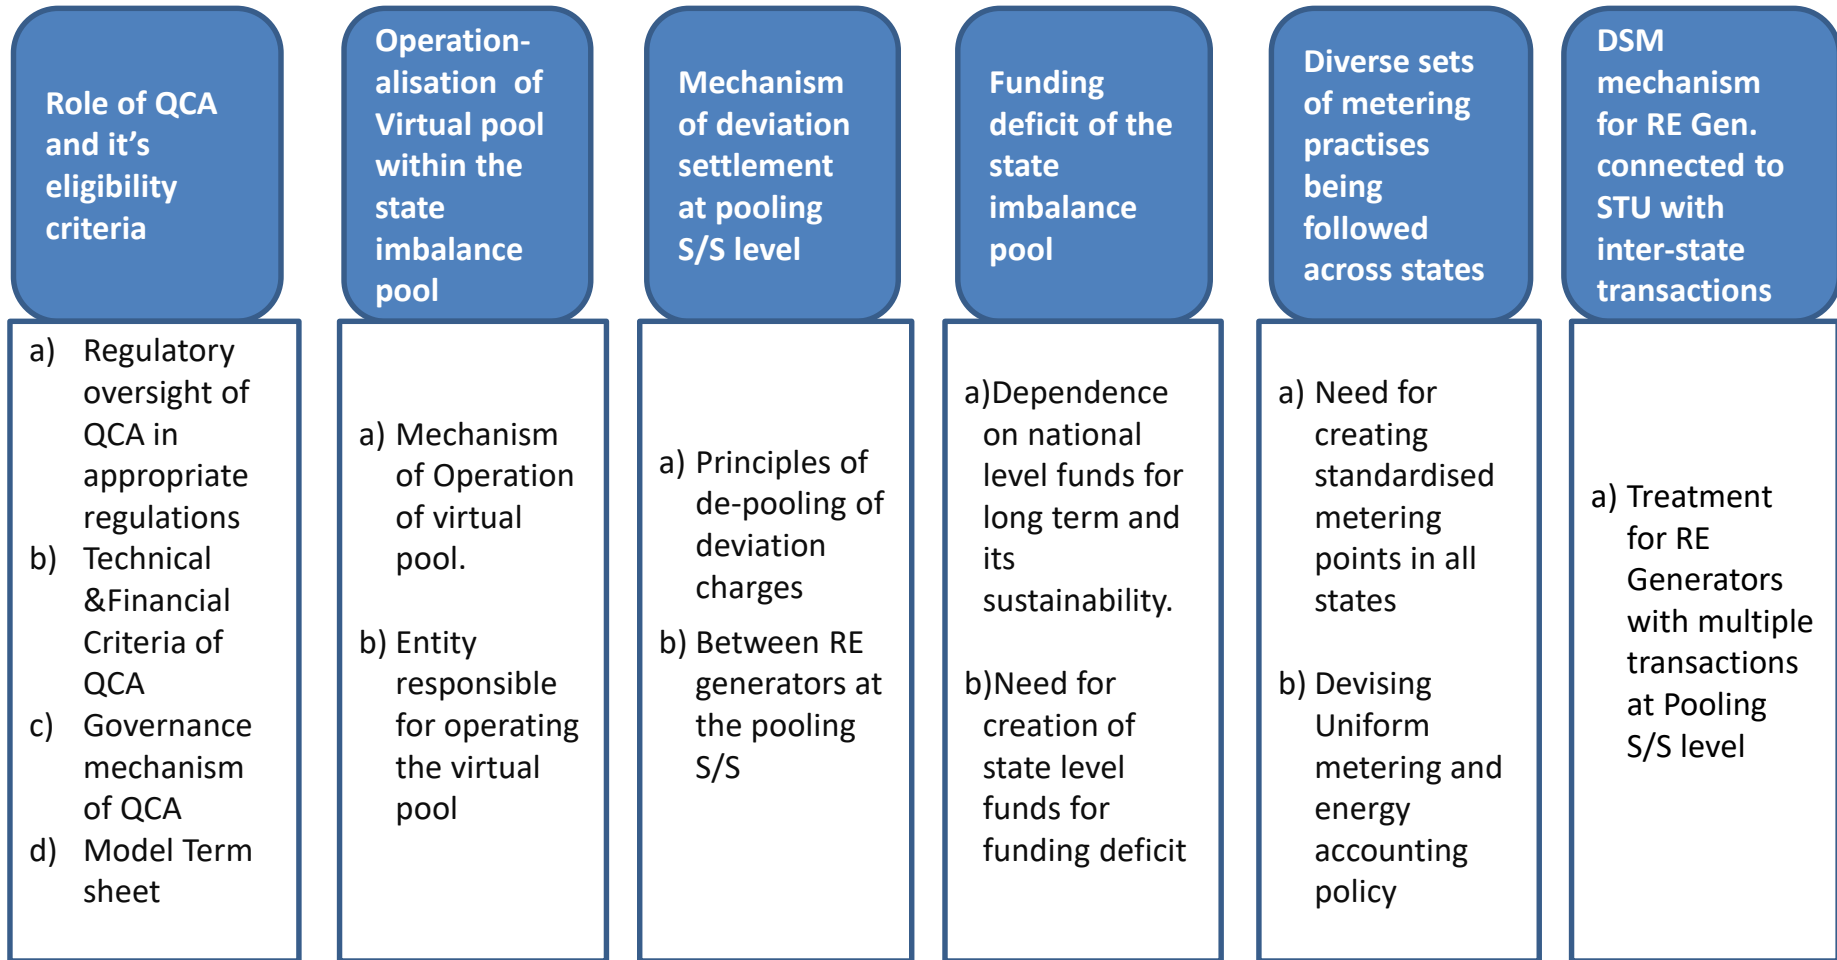 Role of QCA
and it’s
eligibility
criteria
a) Regulatory
oversight of
QCA in
appropriate
regulations
b) Technical
&Financial
Criteria of
QCA
c) Governance
mechanism
of QCA
d) Model Term
sheet
Operation-
alisation of
Virtual pool
within the
state
imbalance
pool
a) Mechanism
of Operation
of virtual
pool.
b) Entity
responsible
for operating
the virtual
pool
Mechanism
of deviation
settlement
at pooling
S/S level
a) Principles of
de-pooling of
deviation
charges
b) Between RE
generators at
the pooling
S/S
Funding
deficit of the
state
imbalance
pool
a)Dependence
on national
level funds for
long term and
its
sustainability.
b)Need for
creation of
state level
funds for
funding deficit
Diverse sets
of metering
practises
being
followed
across states
a) Need for
creating
standardised
metering
points in all
states
b) Devising
Uniform
metering and
energy
accounting
policy
DSM
mechanism
for RE Gen.
connected to
STU with
inter-state
transactions
a) Treatment
for RE
Generators
with multiple
transactions
at Pooling
S/S level